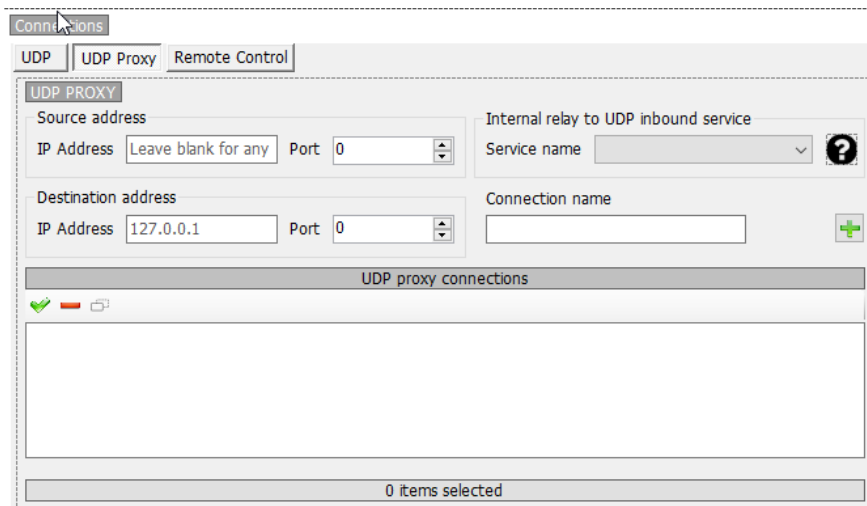 Connections
UDP UDP Proxy Remote Control
UDP PROXY
Source address
IP Address Leave blank for any Port 0
Internal relay to UDP inbound service
Service name ?
Destination address
IP Address 127.0.0.1 Port 0
Connection name
UDP proxy connections
0 items selected